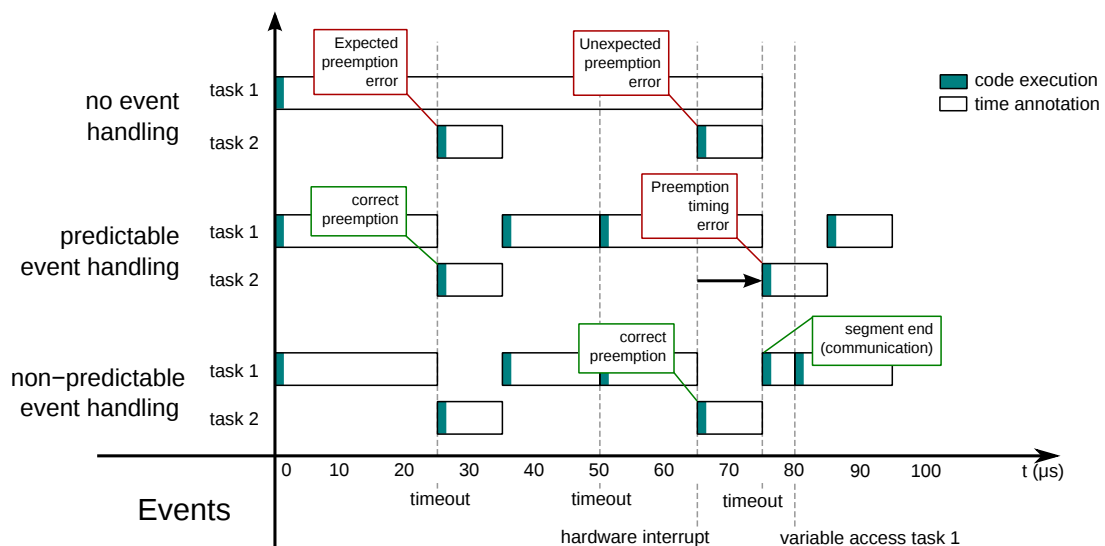 Expected
preemption
error
Unexpected
preemption
error
code execution
time annotation
no event
handling
task 1
task 2
correct
preemption
Preemption
timing
error
predictable
event handling
task 1
task 2
correct
preemption
segment end
(communication)
non−predictable
event handling
task 1
task 2
0 10 20 30 40 50 60 70 80 90 100 t (μs)
Events
timeout timeout timeout
hardware interrupt variable access task 1